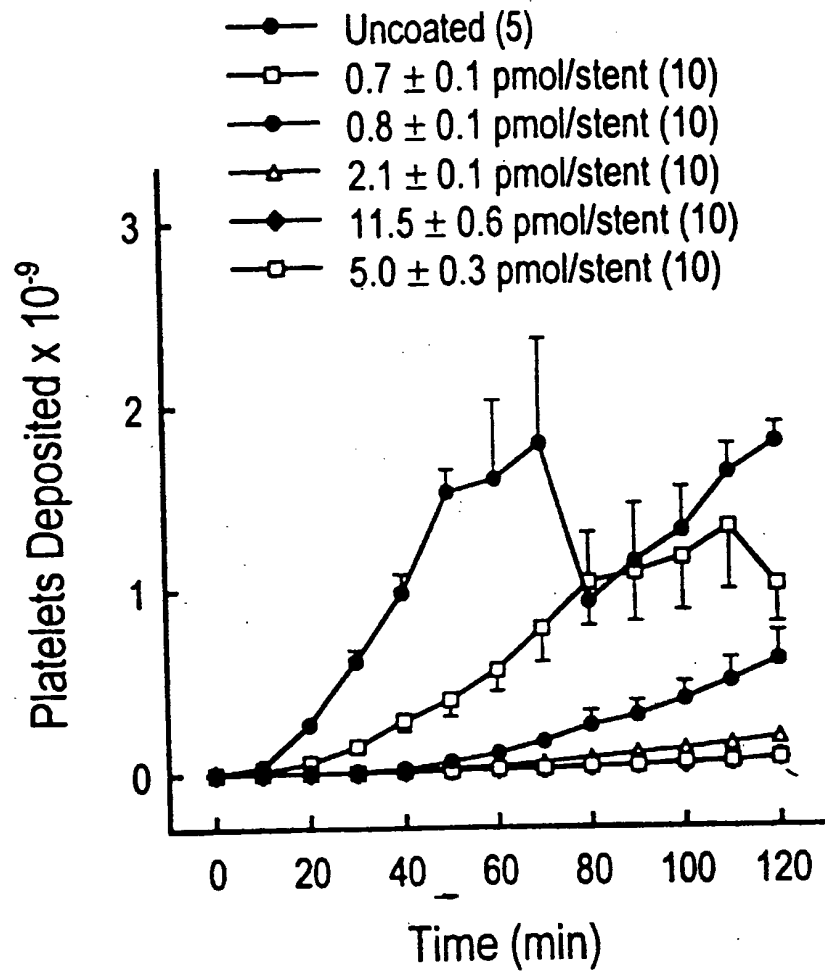 Uncoated (5)
0.7 ± 0.1 pmol/stent (10)
0.8 ± 0.1 pmol/stent (10)
2.1 ± 0.1 pmol/stent (10)
11.5 ± 0.6 pmol/stent (10)
5.0 ± 0.3 pmol/stent (10)
Platelets Deposited x 10⁻⁹
3
2
1
0
0 20 40 60 80 100 120
Time (min)